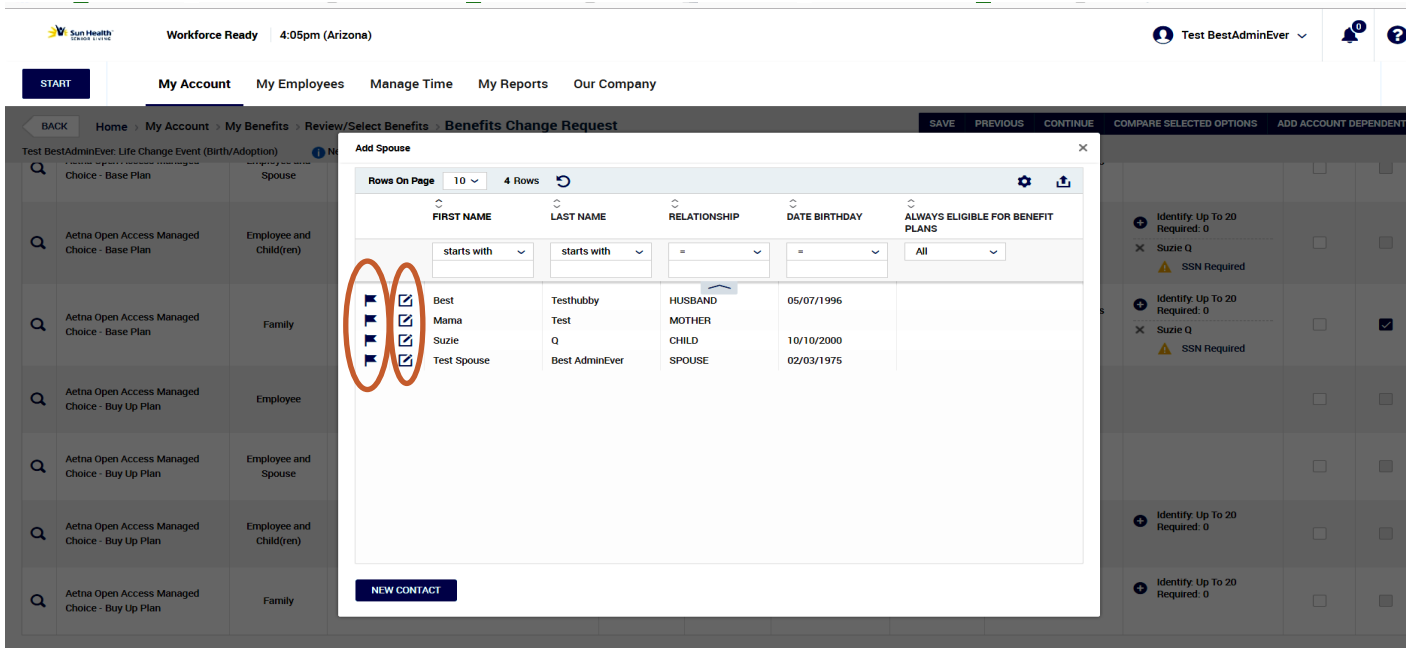 Sun Health
SENIOR LIVING
Workforce Ready 4:05pm (Arizona)
Test BestAdminEver
0
START My Account My Employees Manage Time My Reports Our Company
BACK Home > My Account > My Benefits > Review/Select Benefits > Benefits Change Request
SAVE PREVIOUS CONTINUE COMPARE SELECTED OPTIONS ADD ACCOUNT DEPENDENT
Test BestAdminEver: Life Change Event (Birth/Adoption) Ne
Choice - Base Plan
Spouse
Aetna Open Access Managed
Choice - Base Plan
Employee and
Child(ren)
Identify: Up To 20
Required: 0
Suzie Q
SSN Required
Aetna Open Access Managed
Choice - Base Plan
Family
s
Identify: Up To 20
Required: 0
Suzie Q
SSN Required
Aetna Open Access Managed
Choice - Buy Up Plan
Employee
Aetna Open Access Managed
Choice - Buy Up Plan
Employee and
Spouse
Aetna Open Access Managed
Choice - Buy Up Plan
Employee and
Child(ren)
Identify: Up To 20
Required: 0
Aetna Open Access Managed
Choice - Buy Up Plan
Family
Identify: Up To 20
Required: 0
Add Spouse
Rows On Page 10 4 Rows
FIRST NAME LAST NAME RELATIONSHIP DATE BIRTHDAY ALWAYS ELIGIBLE FOR BENEFIT
PLANS
starts with starts with = = All
Best Testhubby HUSBAND 05/07/1996
Mama Test MOTHER
Suzie Q CHILD 10/10/2000
Test Spouse Best AdminEver SPOUSE 02/03/1975
NEW CONTACT